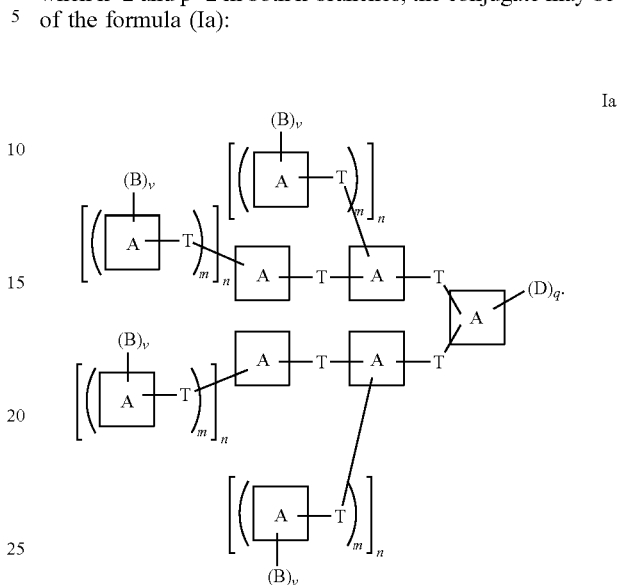 5 of the formula (Ia):
Ia
(B)v
10
[( A T )m]n
(B)v
[( A T )m]n
A T A T
15
(D)q.
A
(B)v
A T A T
[( A T )m]n
20
[( A T )m]n
25
(B)v